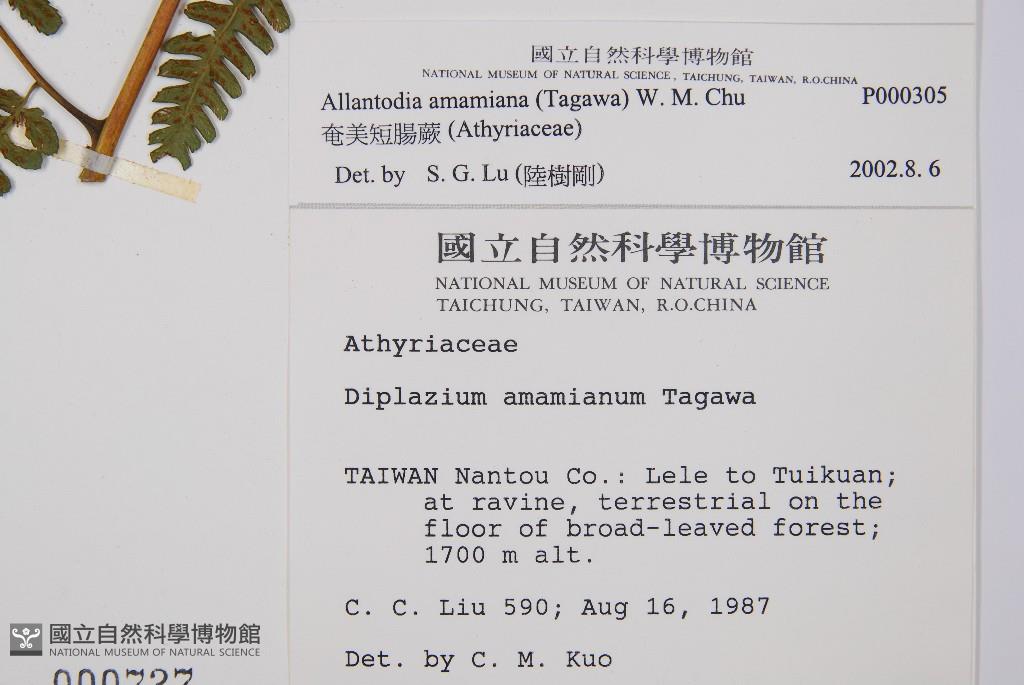 國立自然科學博物館
NATIONAL MUSEUM OF NATURAL SCIENCE, TAICHUNG, TAIWAN, R.O.CHINA
Allantodia amamiana (Tagawa) W. M. Chu P000305
奄美短腸蕨 (Athyriaceae)
Det. by S. G. Lu (陸樹剛) 2002.8. 6
國立自然科學博物館
NATIONAL MUSEUM OF NATURAL SCIENCE
TAICHUNG, TAIWAN, R.O.CHINA
Athyriaceae
Diplazium amamianum Tagawa
TAIWAN Nantou Co.: Lele to Tuikuan;
at ravine, terrestrial on the
floor of broad-leaved forest;
1700 m alt.
C. C. Liu 590; Aug 16, 1987
Det. by C. M. Kuo
國立自然科學博物館
NATIONAL MUSEUM OF NATURAL SCIENCE